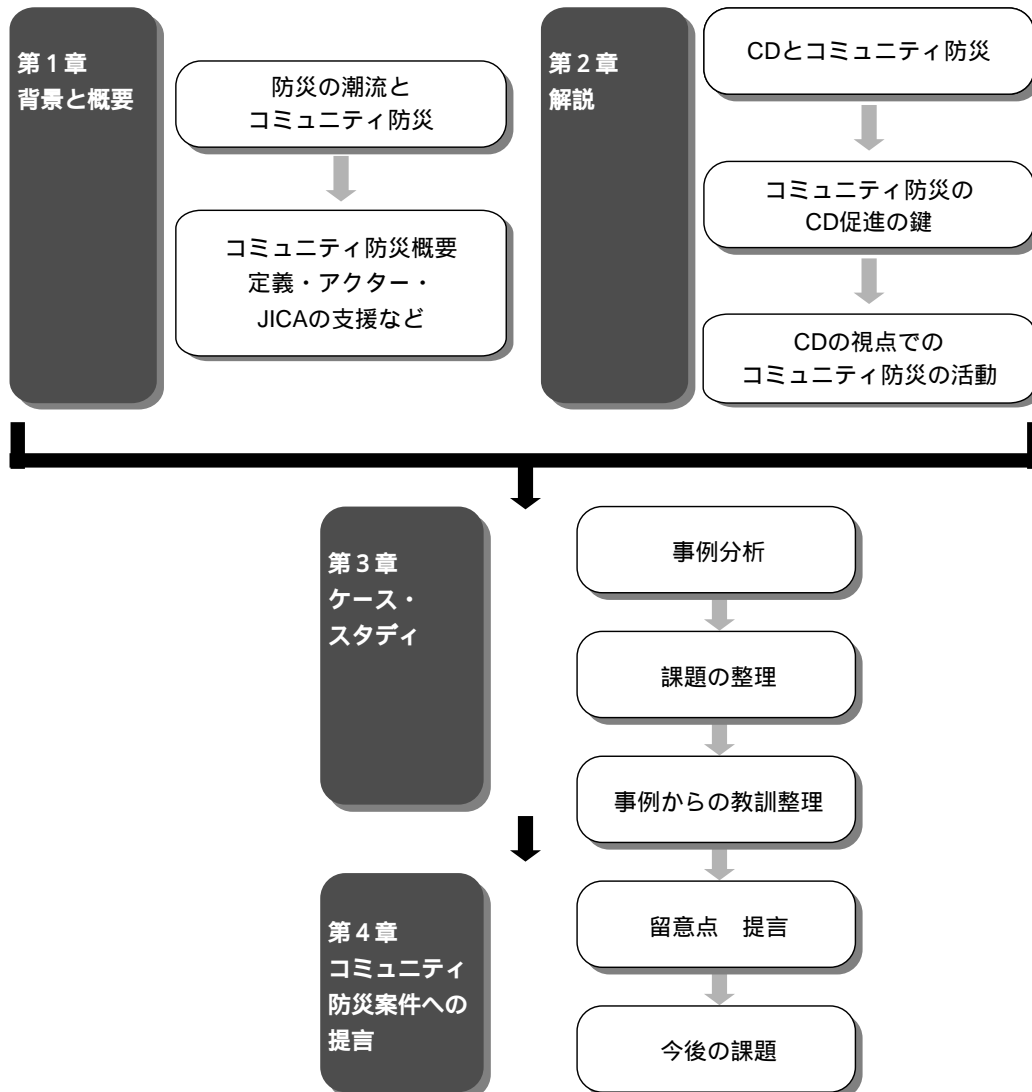 第１章
背景と概要
防災の潮流と
コミュニティ防災
コミュニティ防災概要
定義・アクター・
JICAの支援など
第２章
解説
CDとコミュニティ防災
コミュニティ防災の
CD促進の鍵
CDの視点での
コミュニティ防災の活動
第３章
ケース・
スタディ
事例分析
課題の整理
事例からの教訓整理
第４章
コミュニティ
防災案件への
提言
留意点　提言
今後の課題